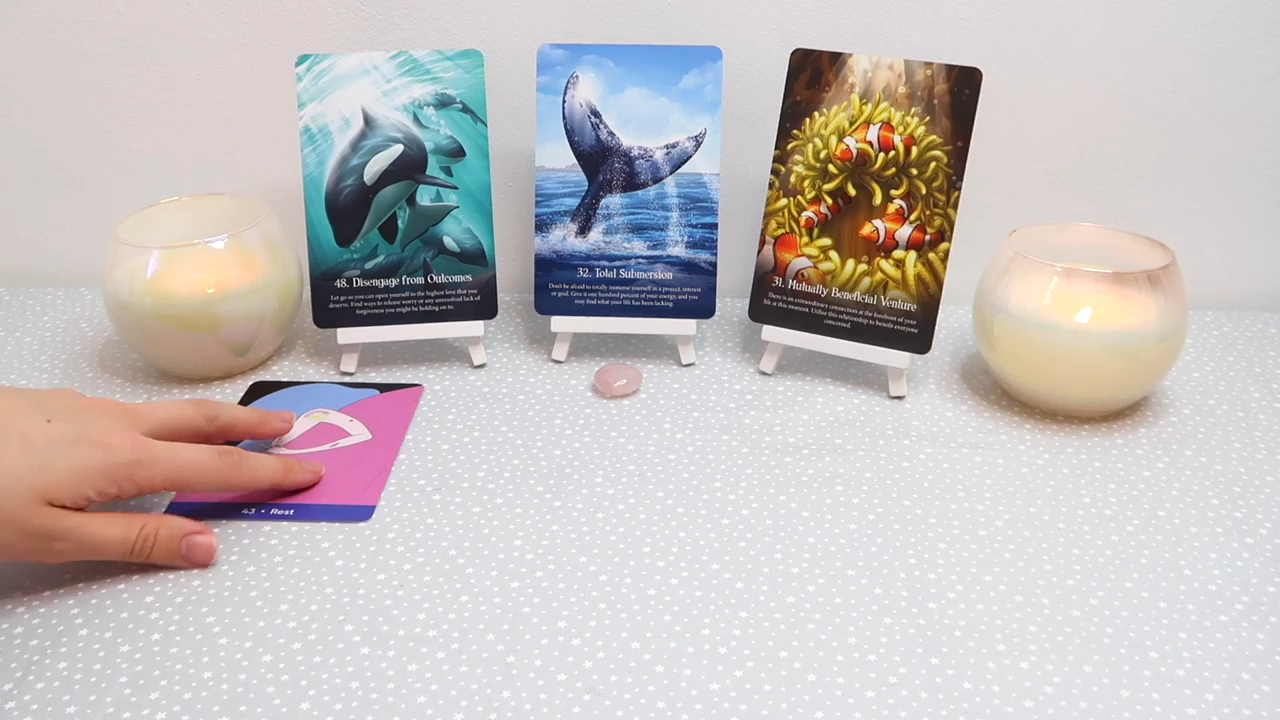 48. Disengage from Outcomes
Let go so you can open yourself to the highest love that you
deserve. Find ways to release worry or any unresolved lack of
forgiveness you might be holding on to.
32. Total Submersion
Don't be afraid to totally immerse yourself in a project, interest
or goal. Give it one hundred percent of your energy, and you
may find what your life has been lacking.
31. Mutually Beneficial Venture
There is an extraordinary connection at the forefront of your
life at this moment. Utilise this relationship to benefit everyone
concerned.
43 • Rest